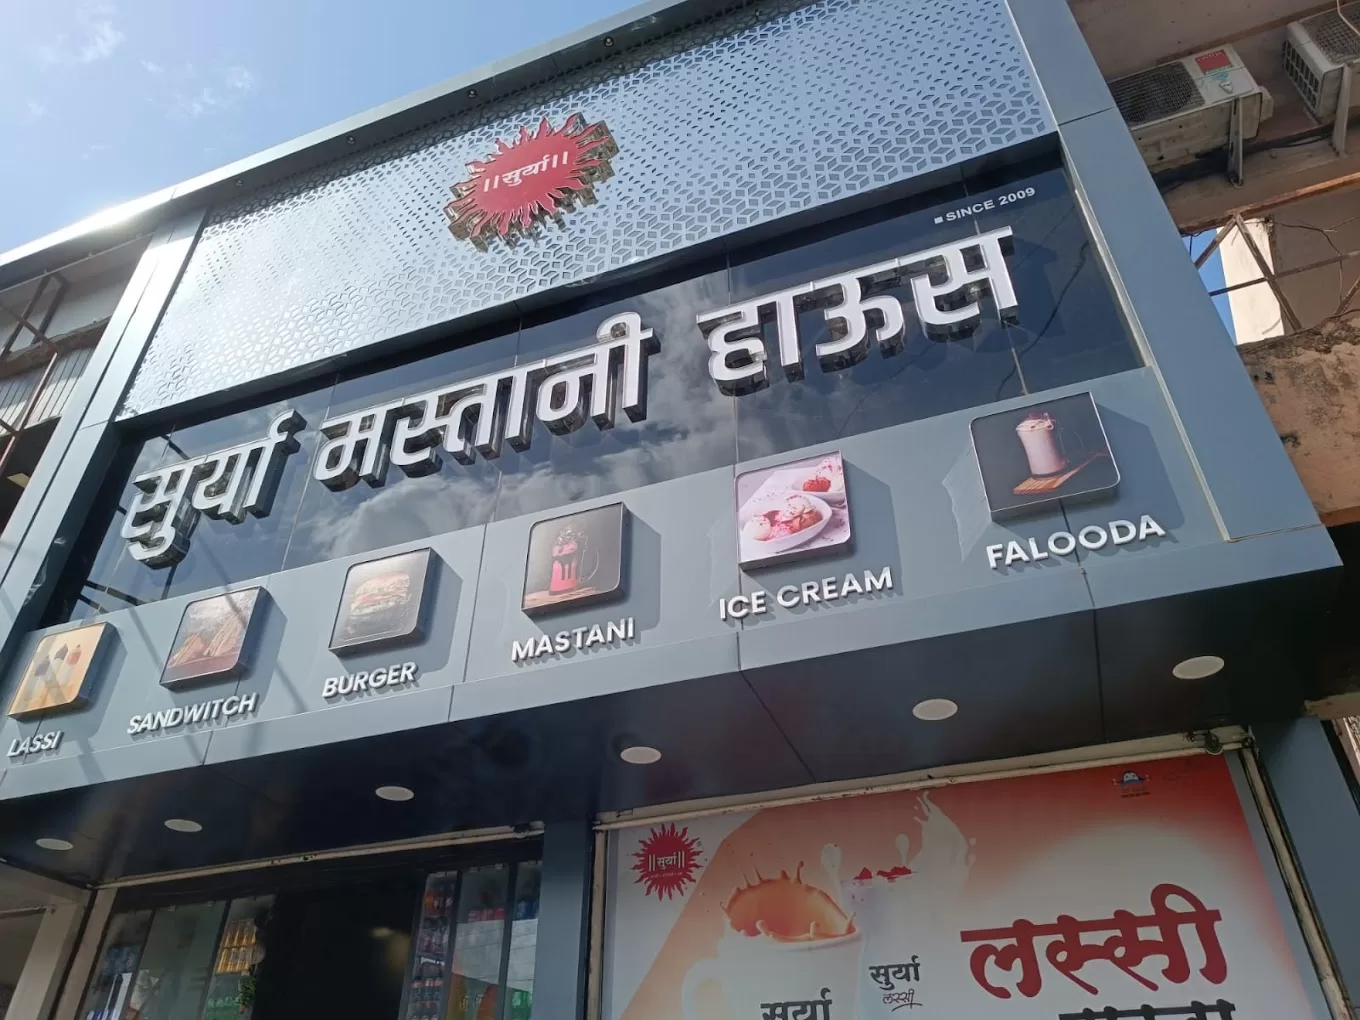 ||सुर्या||
SINCE 2009
सुर्या मस्तानी हाऊस
LASSI
SANDWITCH
BURGER
MASTANI
ICE CREAM
FALOODA
||सुर्या||
लस्सी
सुर्या
लस्सी
सुर्या